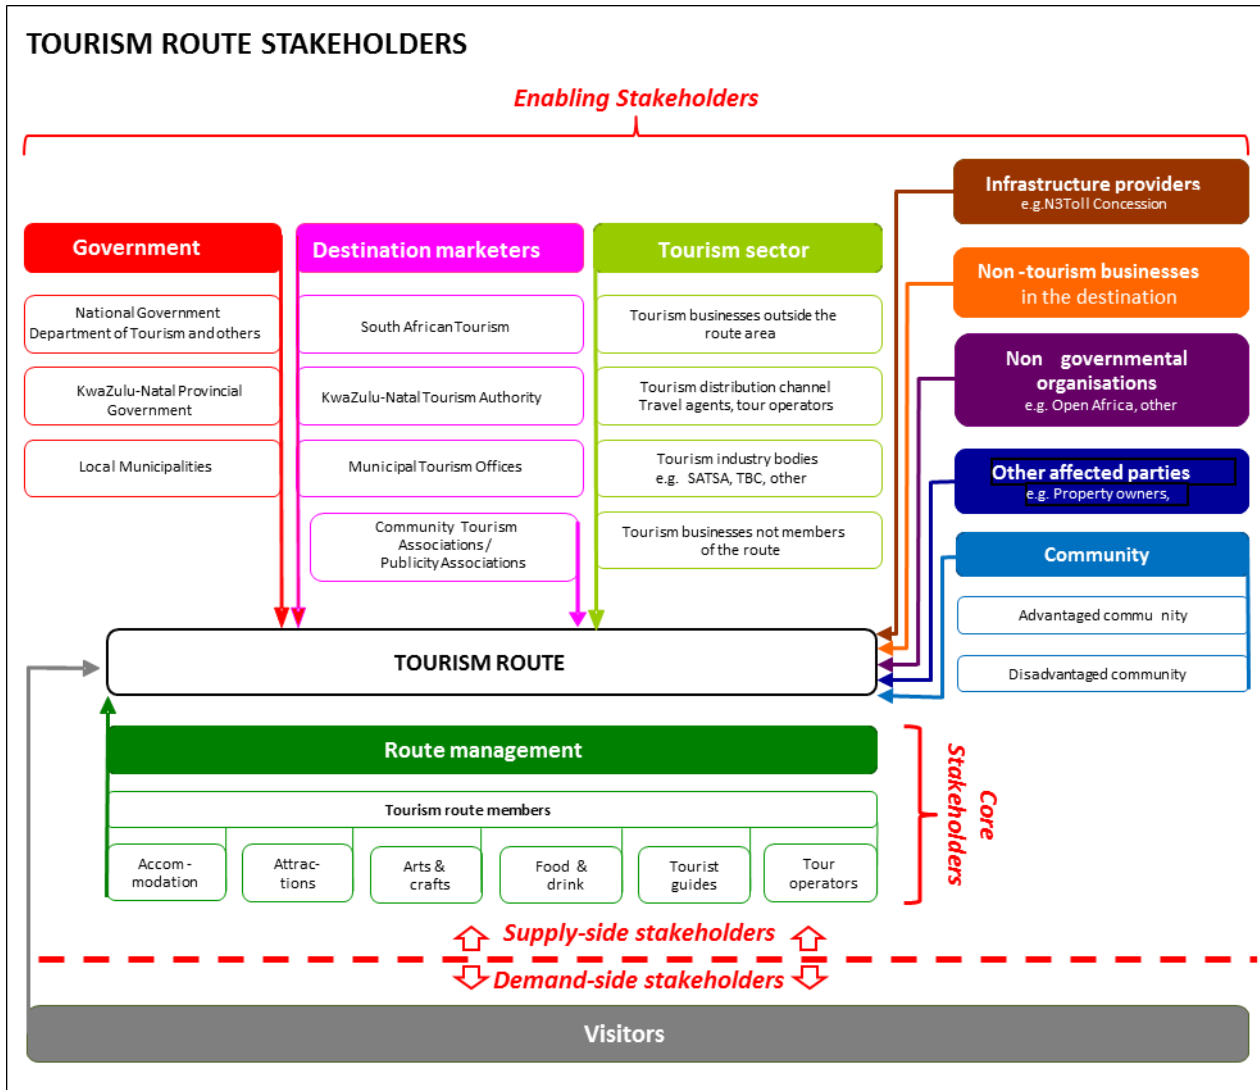 TOURISM ROUTE STAKEHOLDERS
Enabling Stakeholders
Government
National Government
Department of Tourism and others
KwaZulu-Natal Provincial
Government
Local Municipalities
Destination marketers
South African Tourism
KwaZulu-Natal Tourism Authority
Municipal Tourism Offices
Community Tourism
Associations /
Publicity Associations
Tourism sector
Tourism businesses outside the
route area
Tourism distribution channel
Travel agents, tour operators
Tourism industry bodies
e.g. SATSA, TBC, other
Tourism businesses not members
of the route
Infrastructure providers
e.g.N3Toll Concession
Non -tourism businesses
in the destination
Non governmental
organisations
e.g. Open Africa, other
Other affected parties
e.g. Property owners,
Community
Advantaged commu nity
Disadvantaged community
TOURISM ROUTE
Route management
Tourism route members
Accom -
modation
Attrac-
tions
Arts &
crafts
Food &
drink
Tourist
guides
Tour
operators
Core
Stakeholders
Supply-side stakeholders
Demand-side stakeholders
Visitors